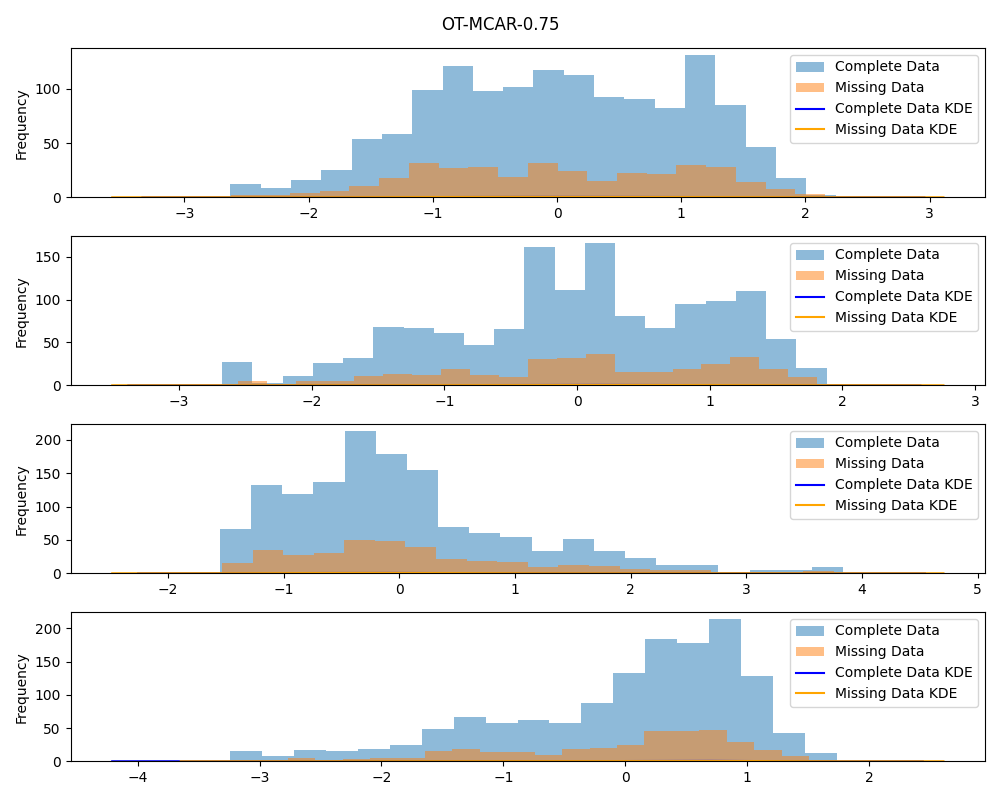 OT-MCAR-0.75
Frequency
100
50
0
−3 −2 −1 0 1 2 3
Complete Data
Missing Data
Complete Data KDE
Missing Data KDE
Frequency
150
100
50
0
−3 −2 −1 0 1 2 3
Complete Data
Missing Data
Complete Data KDE
Missing Data KDE
Frequency
200
150
100
50
0
−2 −1 0 1 2 3 4 5
Complete Data
Missing Data
Complete Data KDE
Missing Data KDE
Frequency
200
150
100
50
0
−4 −3 −2 −1 0 1 2
Complete Data
Missing Data
Complete Data KDE
Missing Data KDE